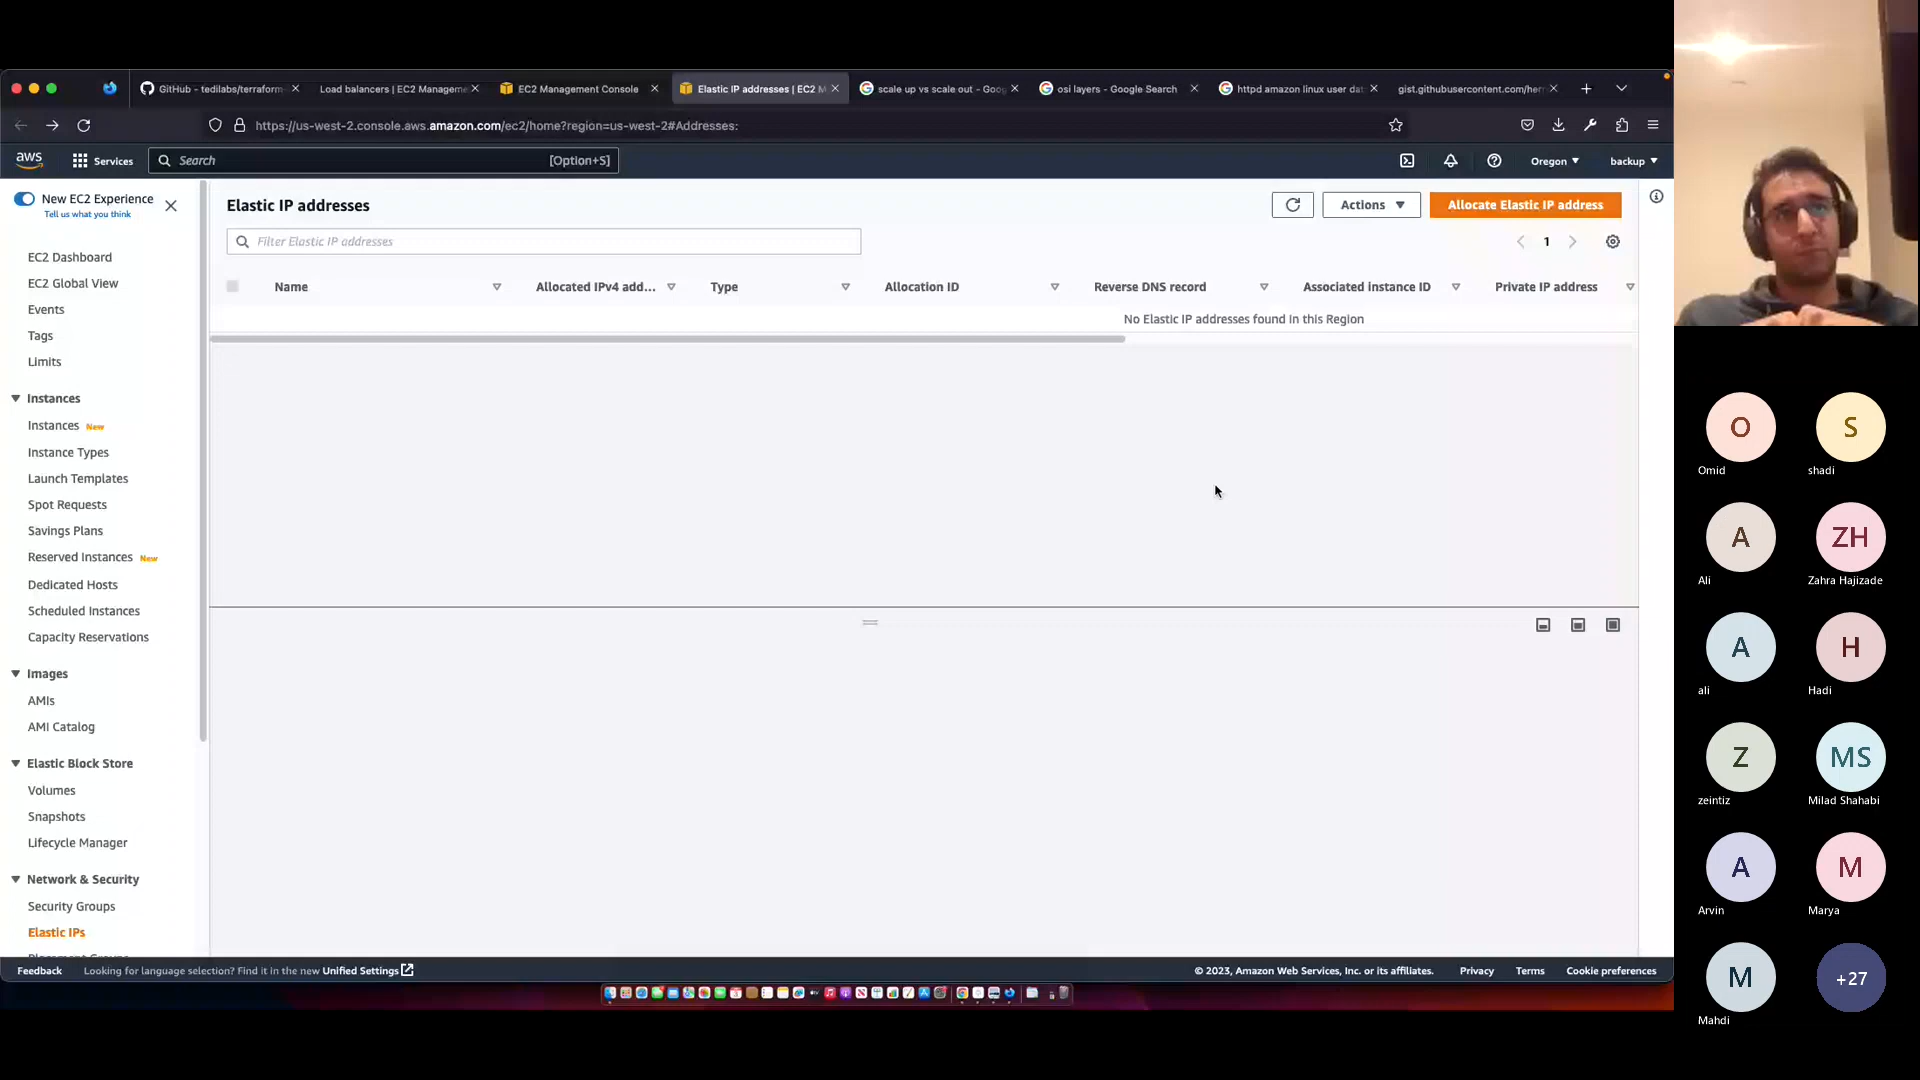 GitHub - tedilabs/terraform-
Load balancers | EC2 Manageme
EC2 Management Console
Elastic IP addresses | EC2 M
scale up vs scale out - Goog
osi layers - Google Search
httpd amazon linux user dat
gist.githubusercontent.com/her
https://us-west-2.console.aws.amazon.com/ec2/home?region=us-west-2#Addresses:
aws
Services
Search
[Option+S]
Oregon
backup
New EC2 Experience
Tell us what you think
EC2 Dashboard
EC2 Global View
Events
Tags
Limits
Instances
Instances New
Instance Types
Launch Templates
Spot Requests
Savings Plans
Reserved Instances New
Dedicated Hosts
Scheduled Instances
Capacity Reservations
Images
AMIs
AMI Catalog
Elastic Block Store
Volumes
Snapshots
Lifecycle Manager
Network & Security
Security Groups
Elastic IPs
Elastic IP addresses
Actions
Allocate Elastic IP address
Filter Elastic IP addresses
1
Name
Allocated IPv4 add...
Type
Allocation ID
Reverse DNS record
Associated instance ID
Private IP address
No Elastic IP addresses found in this Region
Feedback
Looking for language selection? Find it in the new Unified Settings
© 2023, Amazon Web Services, Inc. or its affiliates.
Privacy
Terms
Cookie preferences
O
Omid
S
shadi
A
Ali
ZH
Zahra Hajizade
A
ali
H
Hadi
Z
zeintiz
MS
Milad Shahabi
A
Arvin
M
Marya
M
Mahdi
+27